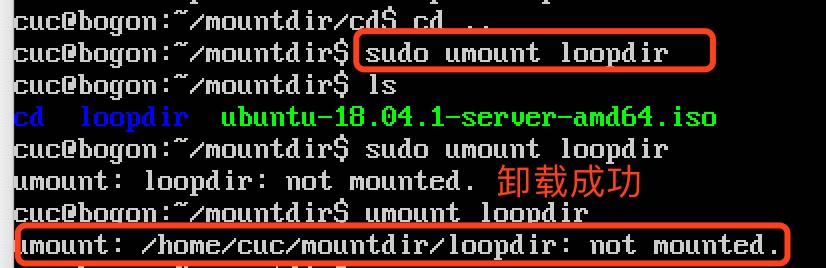 cuc@bogon:~/mountdir/cd$ cd ..
cuc@bogon:~/mountdir$ sudo umount loopdir
cuc@bogon:~/mountdir$ ls
cd loopdir ubuntu-18.04.1-server-amd64.iso
cuc@bogon:~/mountdir$ sudo umount loopdir
umount: loopdir: not mounted. 卸载成功
cuc@bogon:~/mountdir$ umount loopdir
umount: /home/cuc/mountdir/loopdir: not mounted.